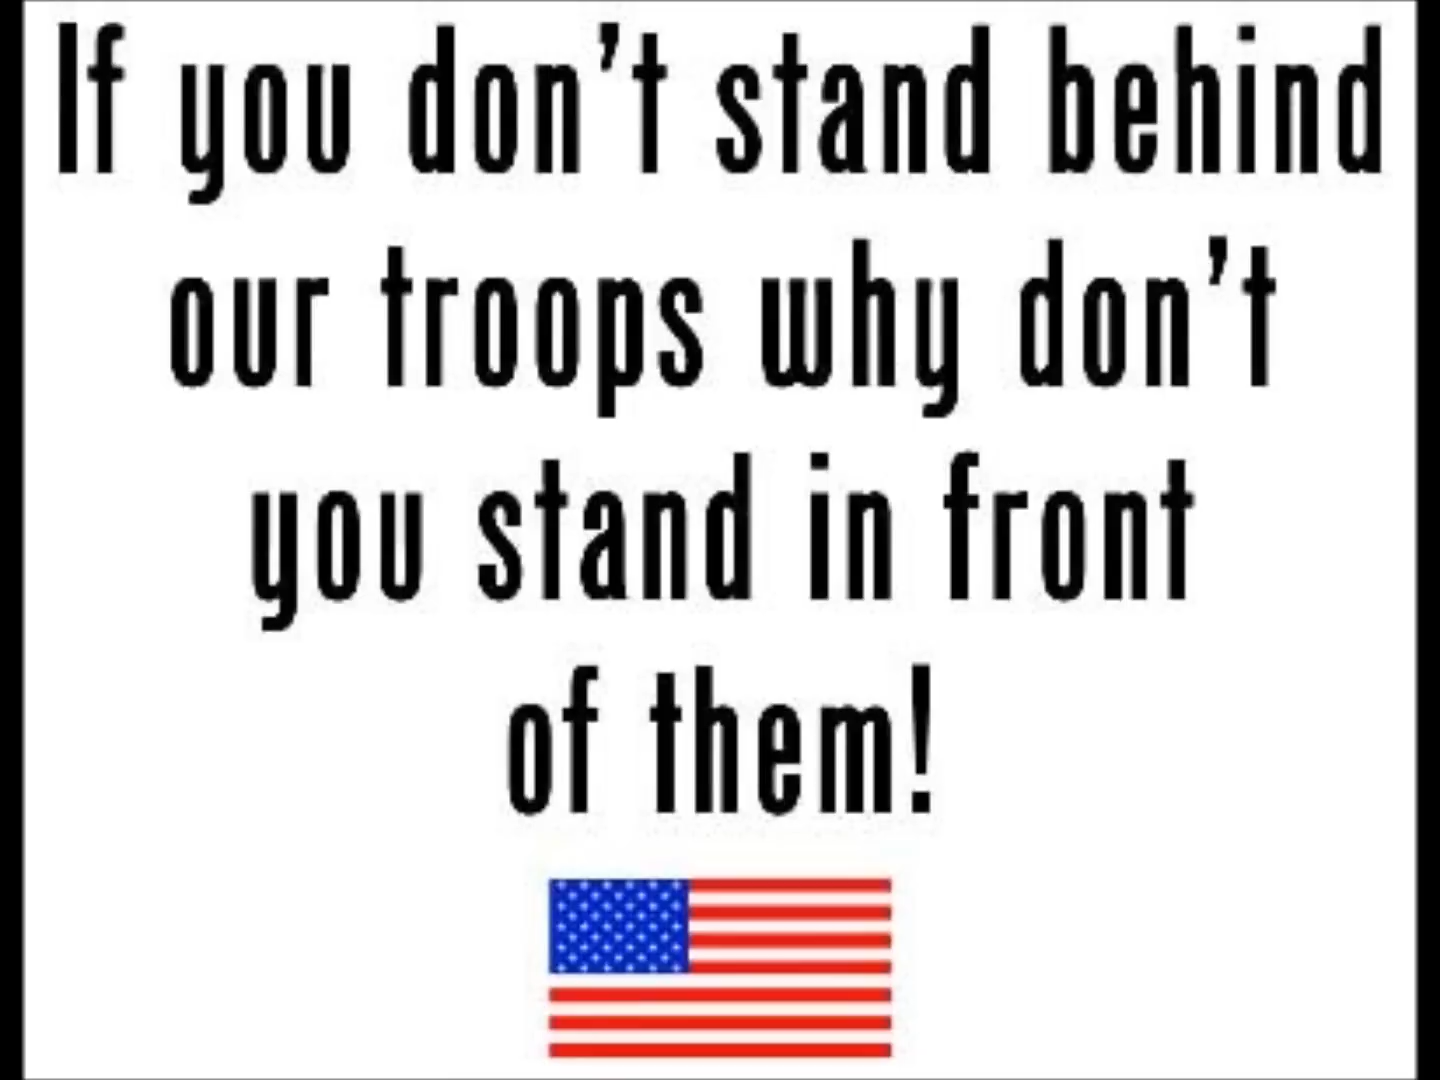 If you don't stand behind
our troops why don't
you stand in front
of them!